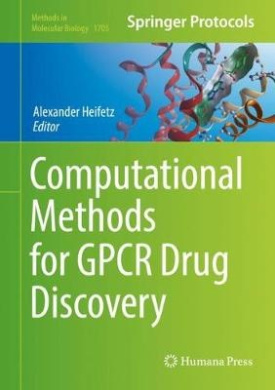 Methods in
Molecular Biology 1705
Springer Protocols
Alexander Heifetz
Editor
Computational
Methods
for GPCR Drug
Discovery
Humana Press